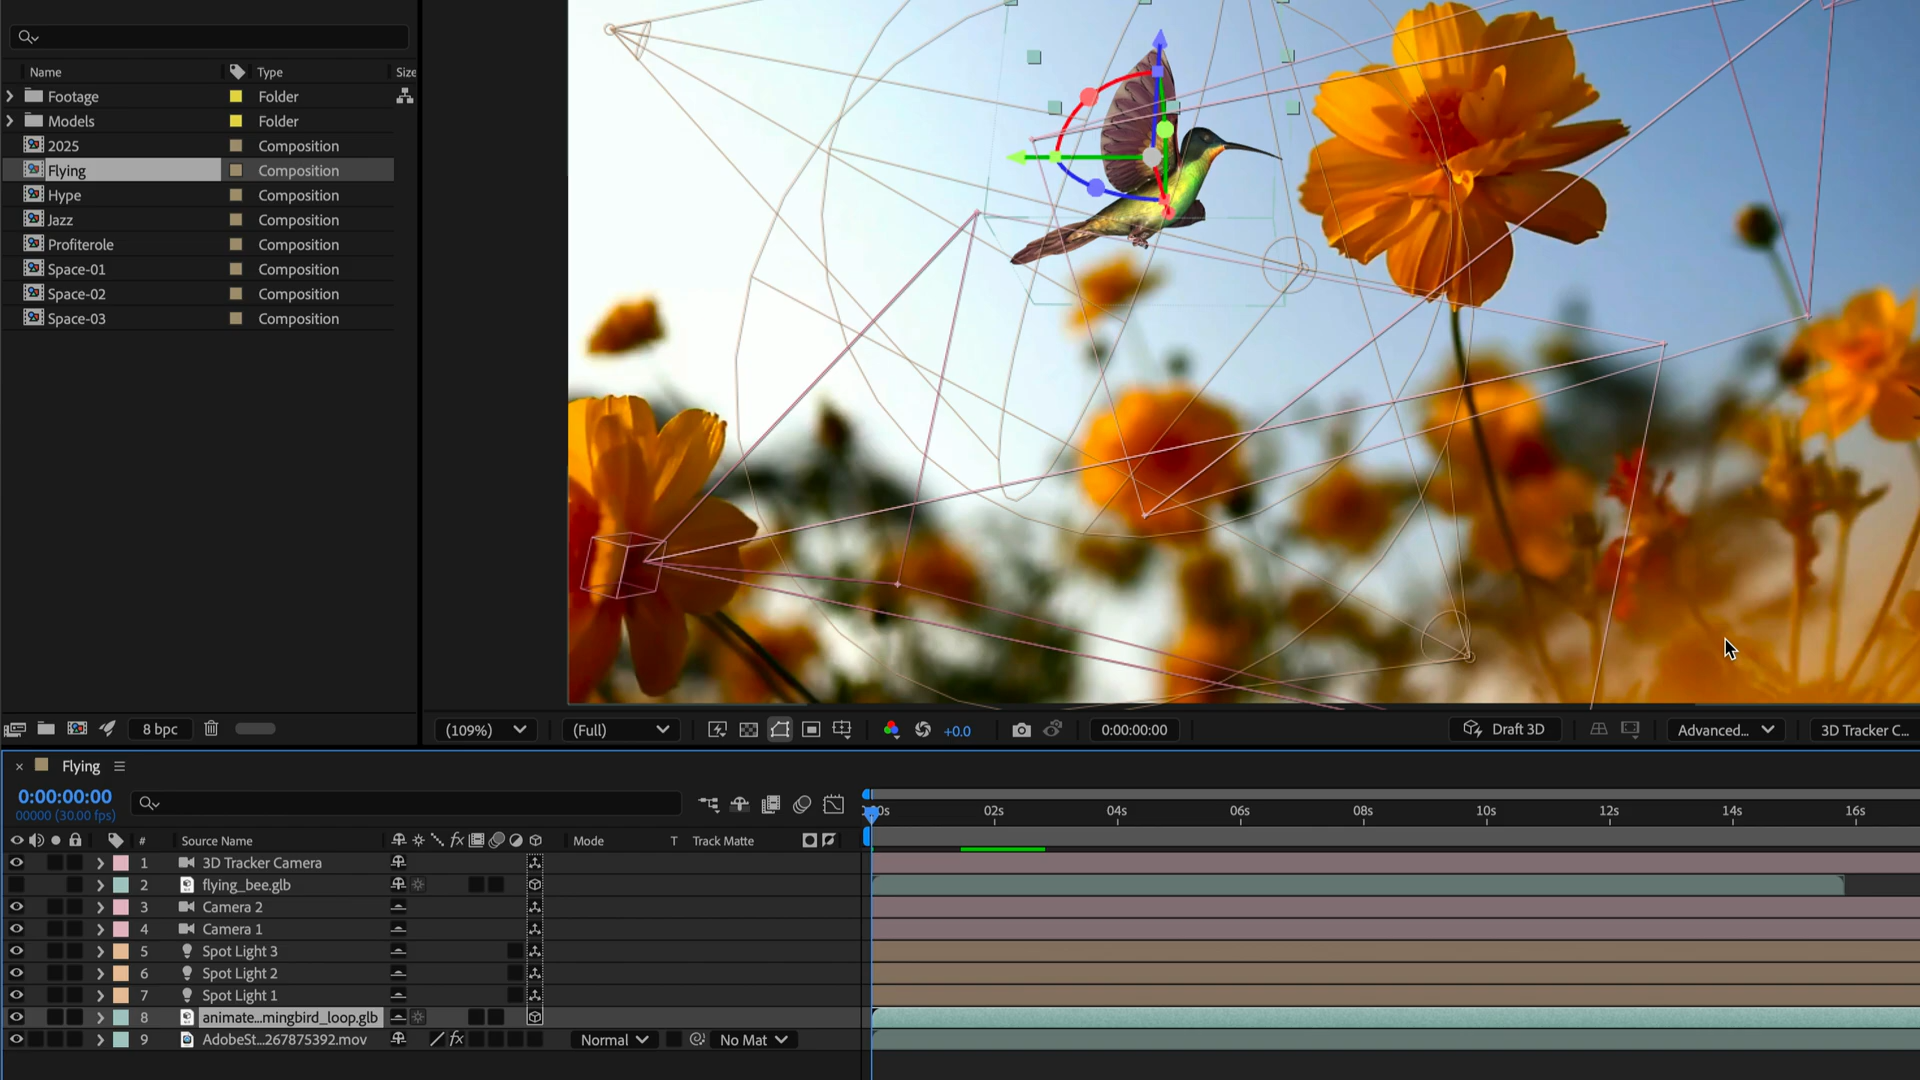 Name Type Size
Footage Folder
Models Folder
2025 Composition
Flying Composition
Hype Composition
Jazz Composition
Profiterole Composition
Space-01 Composition
Space-02 Composition
Space-03 Composition
8 bpc (109%) (Full) +0.0 0:00:00:00 Draft 3D Advanced... 3D Tracker C...
× Flying
0:00:00:00
00000 (30.00 fps)
02s 04s 06s 08s 10s 12s 14s 16s
# Source Name fx Mode T Track Matte
1 3D Tracker Camera
2 flying_bee.glb
3 Camera 2
4 Camera 1
5 Spot Light 3
6 Spot Light 2
7 Spot Light 1
8 animate...mingbird_loop.glb
9 AdobeSt...267875392.mov fx Normal No Mat